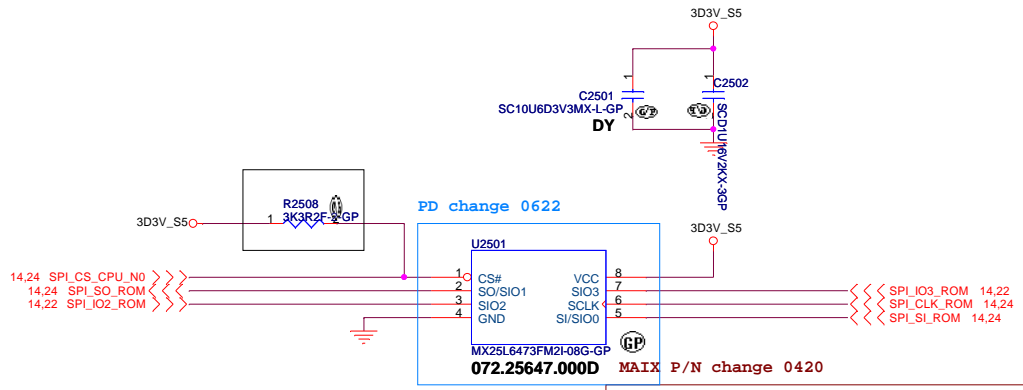 3D3V_S5
1
1
C2501
C2502
SC10U6D3V3MX-L-GP
SCD1U16V2KX-3GP
2
DY
R2508
3D3V_S5
1
3K3R2F-2-GP
PD change 0622
3D3V_S5
U2501
14,24 SPI_CS_CPU_N0
1
CS#
VCC
8
14,24 SPI_SO_ROM
2
SO/SIO1
SIO3
7
SPI_IO3_ROM 14,22
14,22 SPI_IO2_ROM
3
SIO2
SCLK
6
SPI_CLK_ROM 14,24
4
GND
SI/SIO0
5
SPI_SI_ROM 14,24
MX25L6473FM2I-08G-GP
GP
072.25647.000D
MAIX P/N change 0420